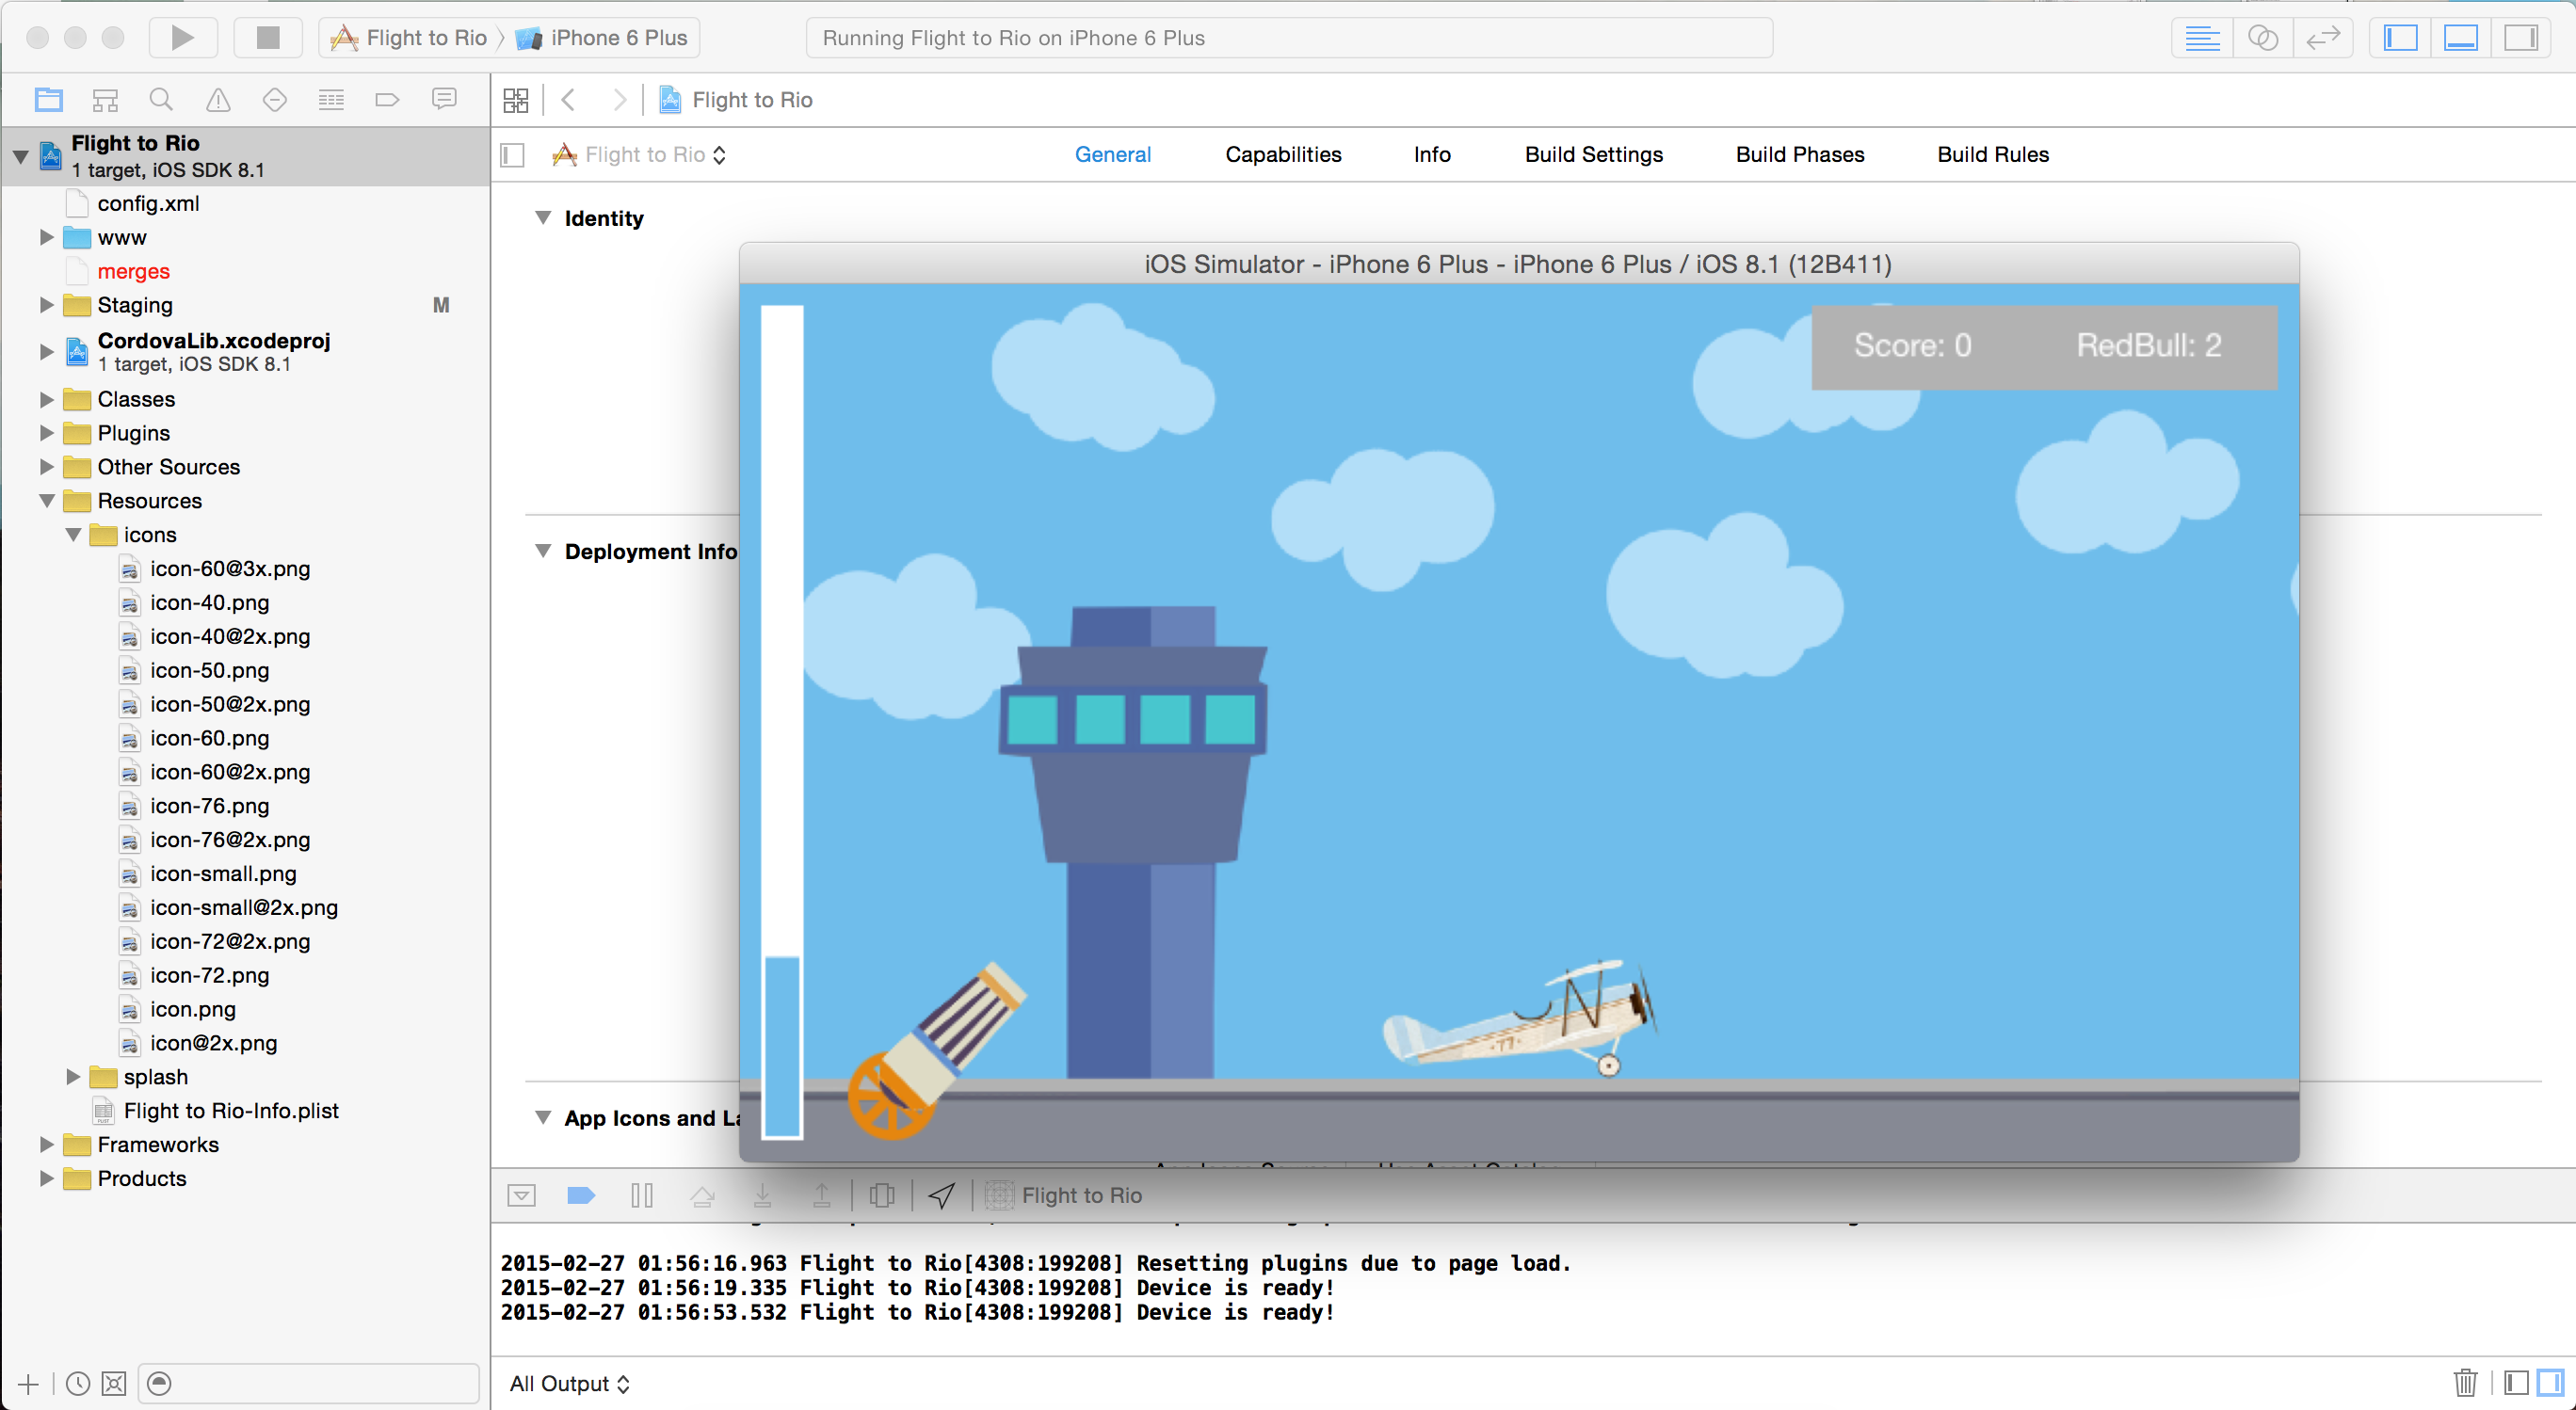 Flight to Rio
iPhone 6 Plus
Running Flight to Rio on iPhone 6 Plus
Flight to Rio
1 target, iOS SDK 8.1
config.xml
www
merges
Staging M
CordovaLib.xcodeproj
1 target, iOS SDK 8.1
Classes
Plugins
Other Sources
Resources
icons
icon-60@3x.png
icon-40.png
icon-40@2x.png
icon-50.png
icon-50@2x.png
icon-60.png
icon-60@2x.png
icon-76.png
icon-76@2x.png
icon-small.png
icon-small@2x.png
icon-72@2x.png
icon-72.png
icon.png
icon@2x.png
splash
Flight to Rio-Info.plist
Frameworks
Products
Flight to Rio
Flight to Rio
General Capabilities Info Build Settings Build Phases Build Rules
Identity
Deployment Info
App Icons and
iOS Simulator - iPhone 6 Plus - iPhone 6 Plus / iOS 8.1 (12B411)
Score: 0 RedBull: 2
77
Flight to Rio
2015-02-27 01:56:16.963 Flight to Rio[4308:199208] Resetting plugins due to page load.
2015-02-27 01:56:19.335 Flight to Rio[4308:199208] Device is ready!
2015-02-27 01:56:53.532 Flight to Rio[4308:199208] Device is ready!
All Output